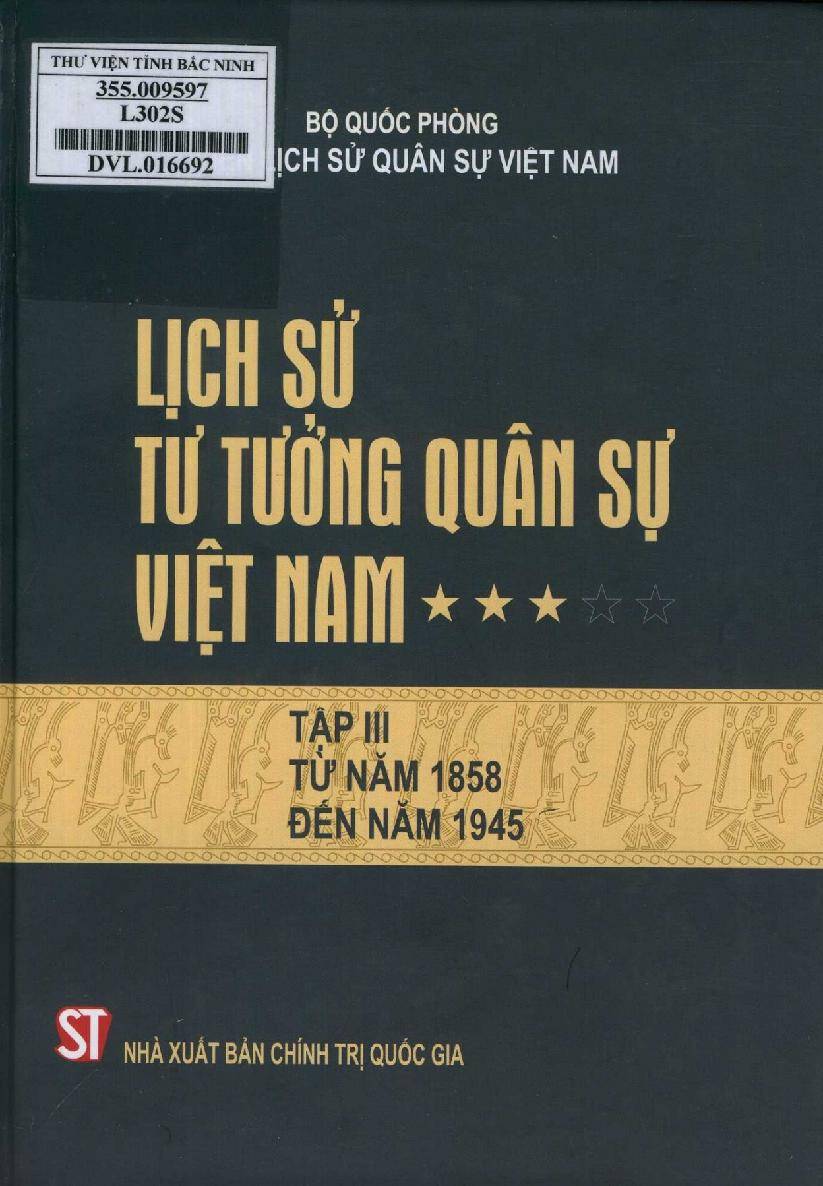 THƯ VIỆN TỈNH BẮC NINH
355.009597
L302S
DVL.016692
BỘ QUỐC PHÒNG
LỊCH SỬ QUÂN SỰ VIỆT NAM
LỊCH SỬ
TƯ TƯỞNG QUÂN SỰ
VIỆT NAM
TẬP III
TỪ NĂM 1858
ĐẾN NĂM 1945
ST
NHÀ XUẤT BẢN CHÍNH TRỊ QUỐC GIA